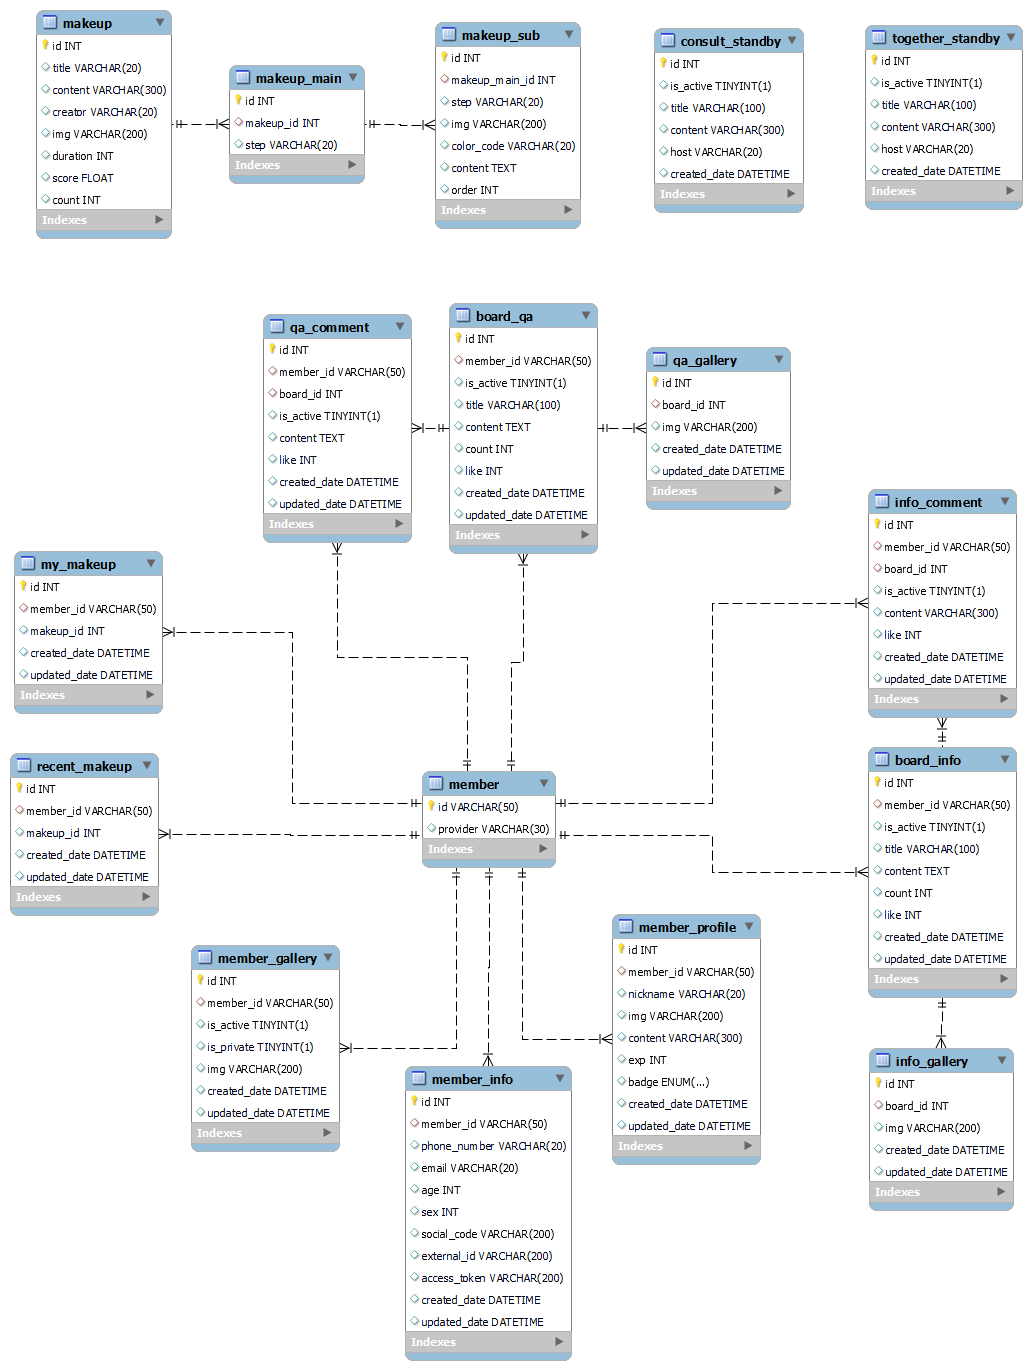 makeup
id INT
title VARCHAR(20)
content VARCHAR(300)
creator VARCHAR(20)
img VARCHAR(200)
duration INT
score FLOAT
count INT
Indexes
makeup_main
id INT
makeup_id INT
step VARCHAR(20)
Indexes
makeup_sub
id INT
makeup_main_id INT
step VARCHAR(20)
img VARCHAR(200)
color_code VARCHAR(20)
content TEXT
order INT
Indexes
consult_standby
id INT
is_active TINYINT(1)
title VARCHAR(100)
content VARCHAR(300)
host VARCHAR(20)
created_date DATETIME
Indexes
together_standby
id INT
is_active TINYINT(1)
title VARCHAR(100)
content VARCHAR(300)
host VARCHAR(20)
created_date DATETIME
Indexes
qa_comment
id INT
member_id VARCHAR(50)
board_id INT
is_active TINYINT(1)
content TEXT
like INT
created_date DATETIME
updated_date DATETIME
Indexes
board_qa
id INT
member_id VARCHAR(50)
is_active TINYINT(1)
title VARCHAR(100)
content TEXT
count INT
like INT
created_date DATETIME
updated_date DATETIME
Indexes
qa_gallery
id INT
board_id INT
img VARCHAR(200)
created_date DATETIME
updated_date DATETIME
Indexes
info_comment
id INT
member_id VARCHAR(50)
board_id INT
is_active TINYINT(1)
content VARCHAR(300)
like INT
created_date DATETIME
updated_date DATETIME
Indexes
my_makeup
id INT
member_id VARCHAR(50)
makeup_id INT
created_date DATETIME
updated_date DATETIME
Indexes
recent_makeup
id INT
member_id VARCHAR(50)
makeup_id INT
created_date DATETIME
updated_date DATETIME
Indexes
member
id VARCHAR(50)
provider VARCHAR(30)
Indexes
board_info
id INT
member_id VARCHAR(50)
is_active TINYINT(1)
title VARCHAR(100)
content TEXT
count INT
like INT
created_date DATETIME
updated_date DATETIME
Indexes
member_gallery
id INT
member_id VARCHAR(50)
is_active TINYINT(1)
is_private TINYINT(1)
img VARCHAR(200)
created_date DATETIME
updated_date DATETIME
Indexes
member_info
id INT
member_id VARCHAR(50)
phone_number VARCHAR(20)
email VARCHAR(20)
age INT
sex INT
social_code VARCHAR(200)
external_id VARCHAR(200)
access_token VARCHAR(200)
created_date DATETIME
updated_date DATETIME
Indexes
member_profile
id INT
member_id VARCHAR(50)
nickname VARCHAR(20)
img VARCHAR(200)
content VARCHAR(300)
exp INT
badge ENUM(...)
created_date DATETIME
updated_date DATETIME
Indexes
info_gallery
id INT
board_id INT
img VARCHAR(200)
created_date DATETIME
updated_date DATETIME
Indexes